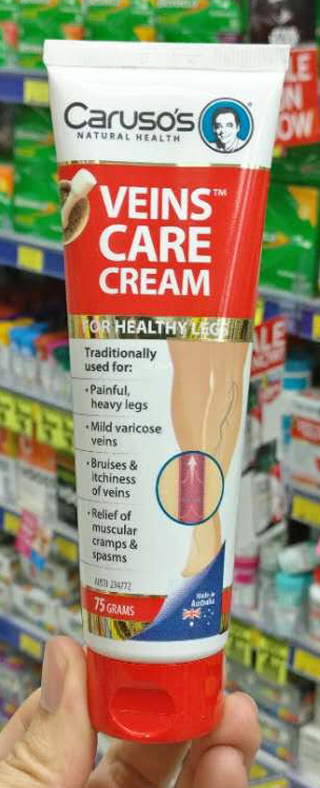 Caruso's
NATURAL HEALTH
VEINS™
CARE
CREAM
FOR HEALTHY LEGS
Traditionally
used for:
• Painful,
heavy legs
• Mild varicose
veins
• Bruises &
itchiness
of veins
• Relief of
muscular
cramps &
spasms
AUSTL 234772
75 GRAMS
Made in
Australia